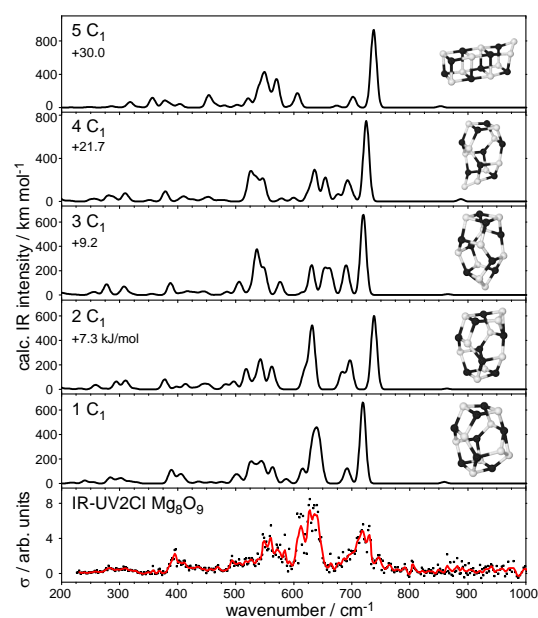 5 C1
+30.0
800
400
0
4 C1
+21.7
800
400
0
3 C1
+9.2
600
400
200
0
2 C1
+7.3 kJ/mol
600
400
200
0
1 C1
600
400
200
0
IR-UV2CI Mg8O9
8
4
0
calc. IR intensity / km mol-1
σ / arb. units
200 300 400 500 600 700 800 900 1000
wavenumber / cm-1